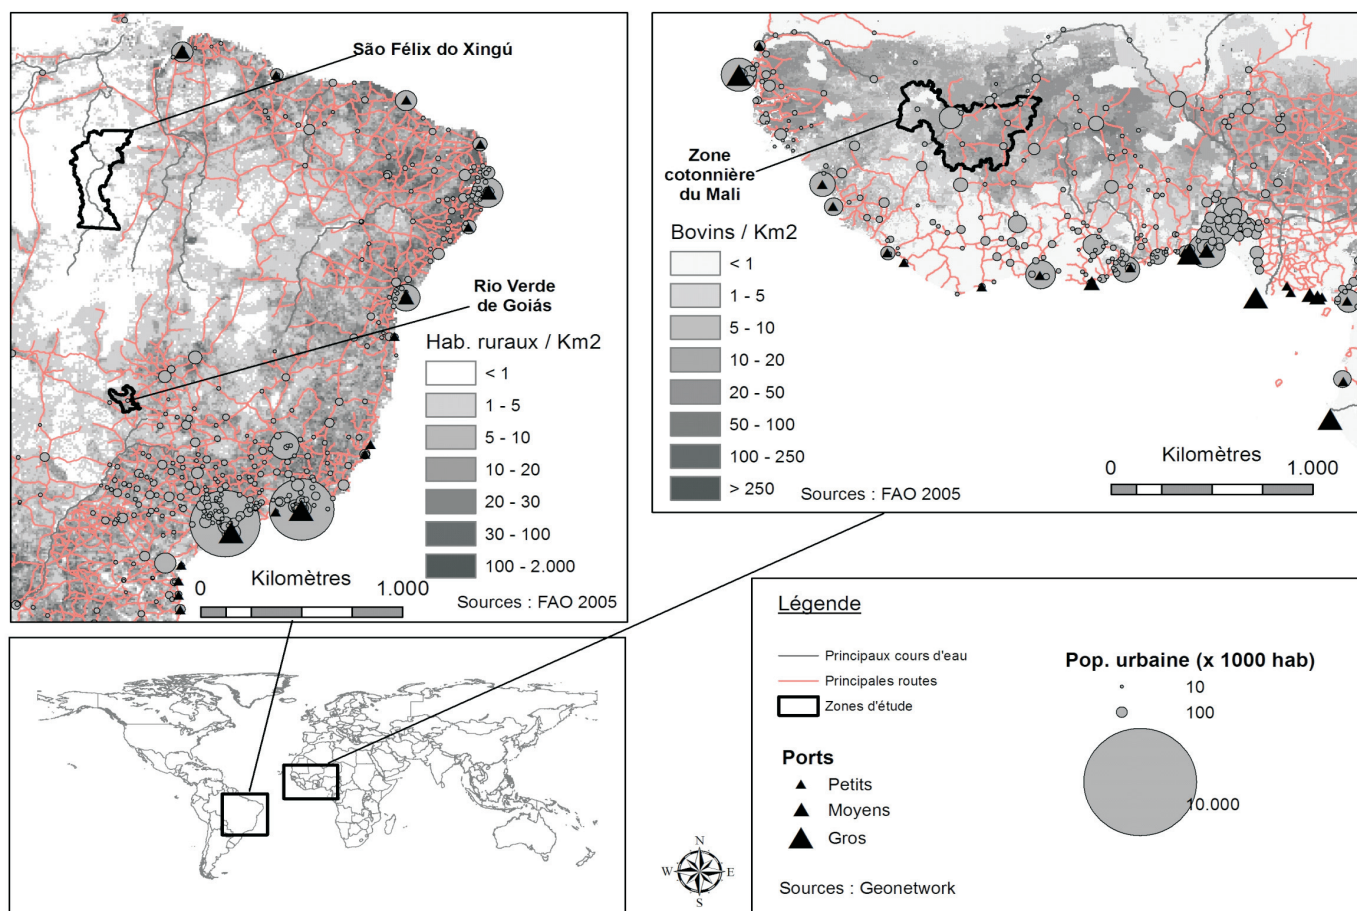 São Félix do Xingú
Rio Verde
de Goiás
Hab. ruraux / Km2
< 1
1 - 5
5 - 10
10 - 20
20 - 30
30 - 100
100 - 2.000
Kilomètres
0
1.000
Sources : FAO 2005
Zone
cotonnière
du Mali
Bovins / Km2
< 1
1 - 5
5 - 10
10 - 20
20 - 50
50 - 100
100 - 250
> 250
Sources : FAO 2005
Kilomètres
0
1.000
Légende
Principaux cours d'eau
Principales routes
Zones d'étude
Ports
Petits
Moyens
Gros
Sources : Geonetwork
Pop. urbaine (x 1000 hab)
10
100
10.000
N
W
E
S